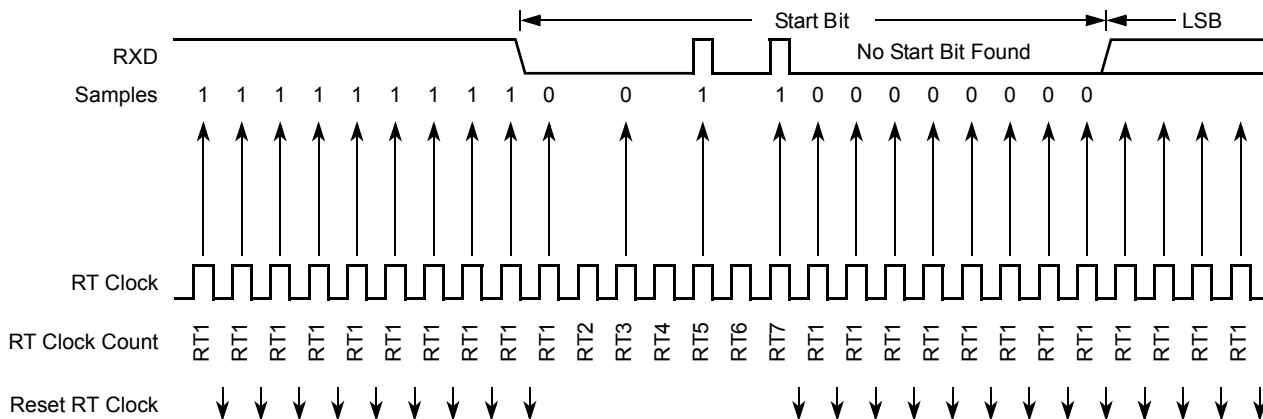 Start Bit LSB
RXD No Start Bit Found
Samples 1 1 1 1 1 1 1 1 1 0 0 1 1 0 0 0 0 0 0 0 0
RT Clock
RT Clock Count RT1 RT1 RT1 RT1 RT1 RT1 RT1 RT1 RT1 RT1 RT2 RT3 RT4 RT5 RT6 RT7 RT1 RT1 RT1 RT1 RT1 RT1 RT1 RT1 RT1 RT1 RT1 RT1
Reset RT Clock